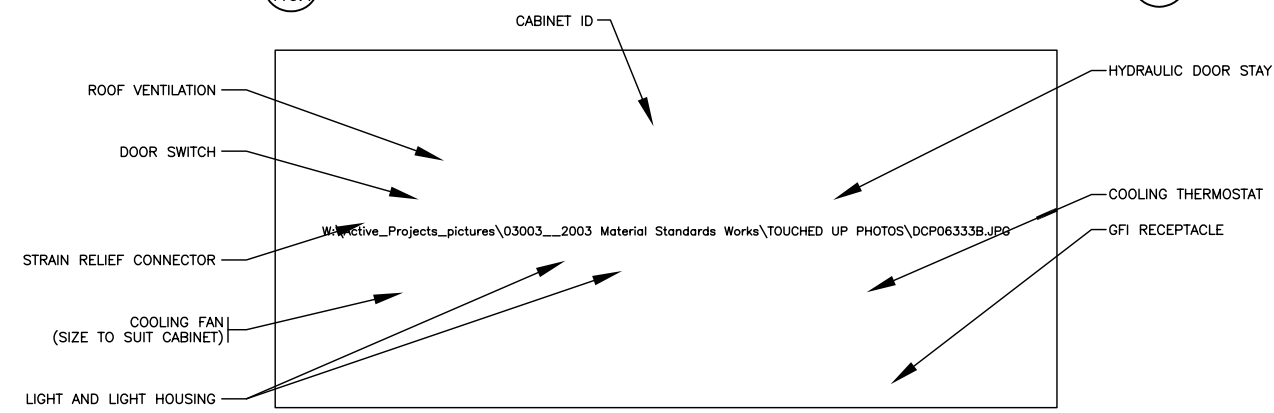 CABINET ID
HYDRAULIC DOOR STAY
ROOF VENTILATION
DOOR SWITCH
COOLING THERMOSTAT
W:\Active_Projects_pictures\03003__2003 Material Standards Works\TOUCHED UP PHOTOS\DCP06333B.JPG
GFI RECEPTACLE
STRAIN RELIEF CONNECTOR
COOLING FAN
(SIZE TO SUIT CABINET)
LIGHT AND LIGHT HOUSING